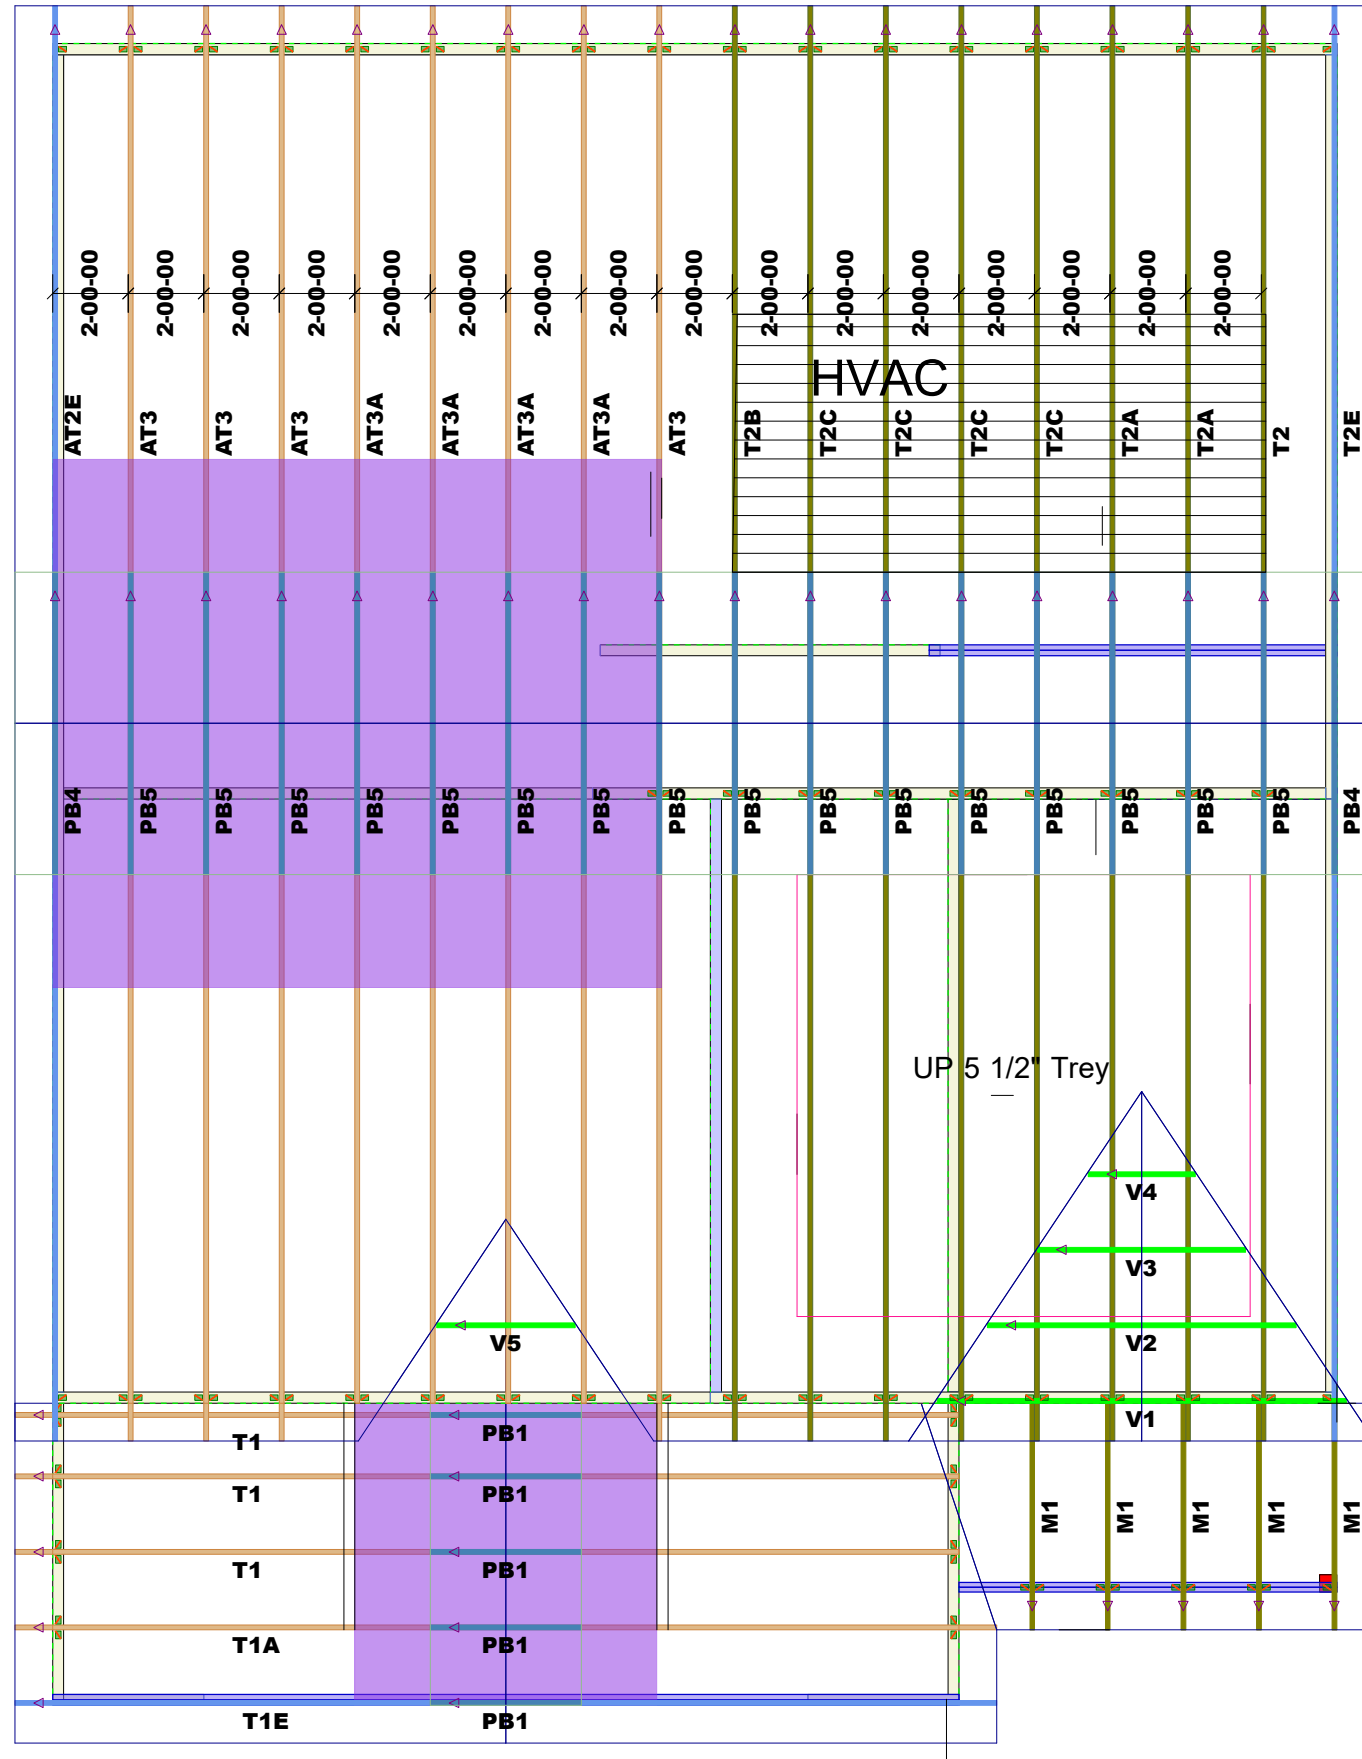 2-00-00 2-00-00 2-00-00 2-00-00 2-00-00 2-00-00 2-00-00 2-00-00 2-00-00 2-00-00 2-00-00 2-00-00 2-00-00 2-00-00 2-00-00 2-00-00
HVAC
AT2E AT3 AT3 AT3 AT3A AT3A AT3A AT3A AT3 T2B T2C T2C T2C T2C T2A T2A T2 T2E
PB4 PB5 PB5 PB5 PB5 PB5 PB5 PB5 PB5 PB5 PB5 PB5 PB5 PB5 PB5 PB5 PB5 PB4
UP 5 1/2" Trey
V4
V3
V5 V2
V1
T1 PB1
T1 PB1
M1 M1 M1 M1 M1
T1 PB1
T1A PB1
T1E PB1